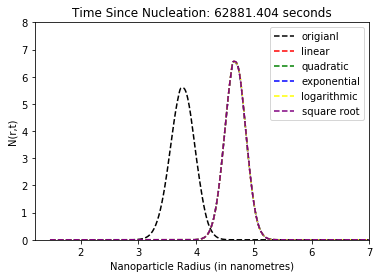 Time Since Nucleation: 62881.404 seconds
8
7
6
5
4
3
2
1
0
N(r,t)
origianl
linear
quadratic
exponential
logarithmic
square root
2 3 4 5 6 7
Nanoparticle Radius (in nanometres)